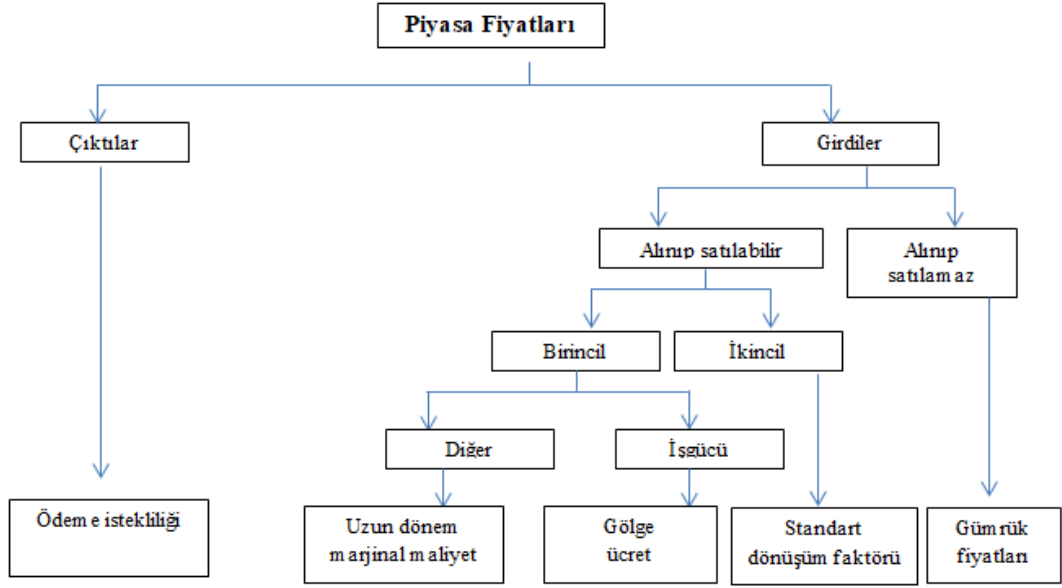 Piyasa Fiyatları
Çıktılar
Girdiler
Alınıp satılabilir
Alınıp
satılamaz
Birincil
İkincil
Diğer
İşgücü
Ödeme istekliliği
Uzun dönem
marjinal maliyet
Gölge
ücret
Standart
dönüşüm faktörü
Gümrük
fiyatları